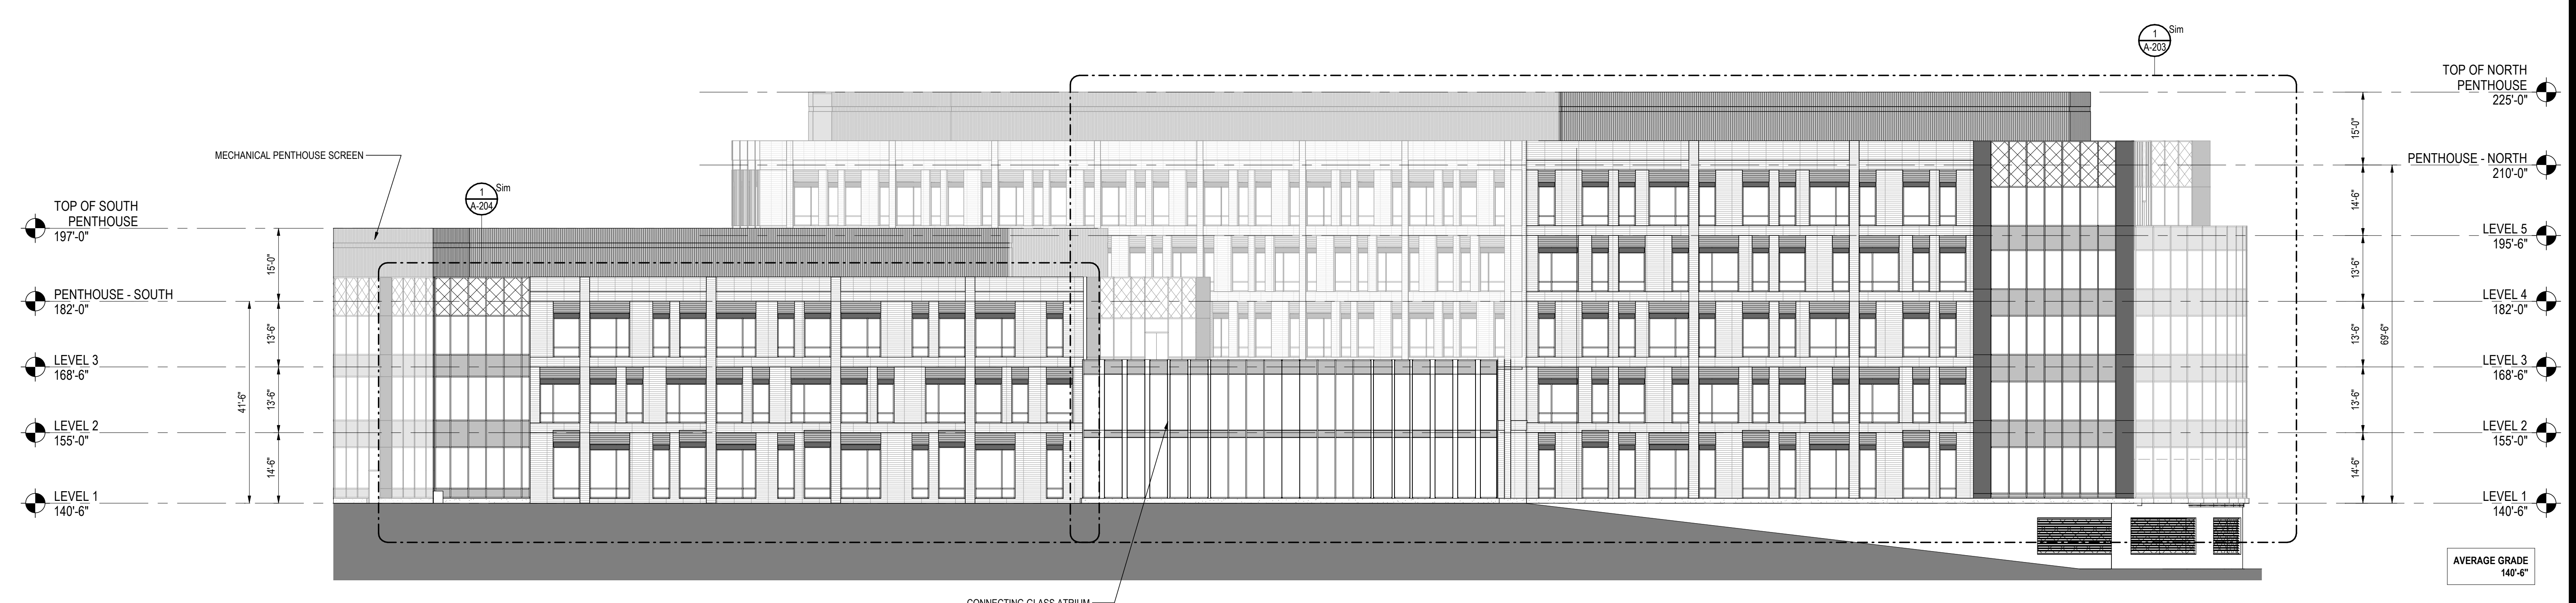 1
Sim
A-203
TOP OF NORTH
PENTHOUSE
225'-0"
15'-0"
MECHANICAL PENTHOUSE SCREEN
PENTHOUSE - NORTH
210'-0"
1
Sim
A-204
TOP OF SOUTH
PENTHOUSE
197'-0"
14'-6"
LEVEL 5
195'-6"
15'-0"
13'-6"
PENTHOUSE - SOUTH
182'-0"
LEVEL 4
182'-0"
13'-6"
13'-6"
69'-6"
LEVEL 3
168'-6"
LEVEL 3
168'-6"
41'-6"
13'-6"
13'-6"
LEVEL 2
155'-0"
LEVEL 2
155'-0"
14'-6"
14'-6"
LEVEL 1
140'-6"
LEVEL 1
140'-6"
AVERAGE GRADE
140'-6"
CONNECTING GLASS ATRIUM